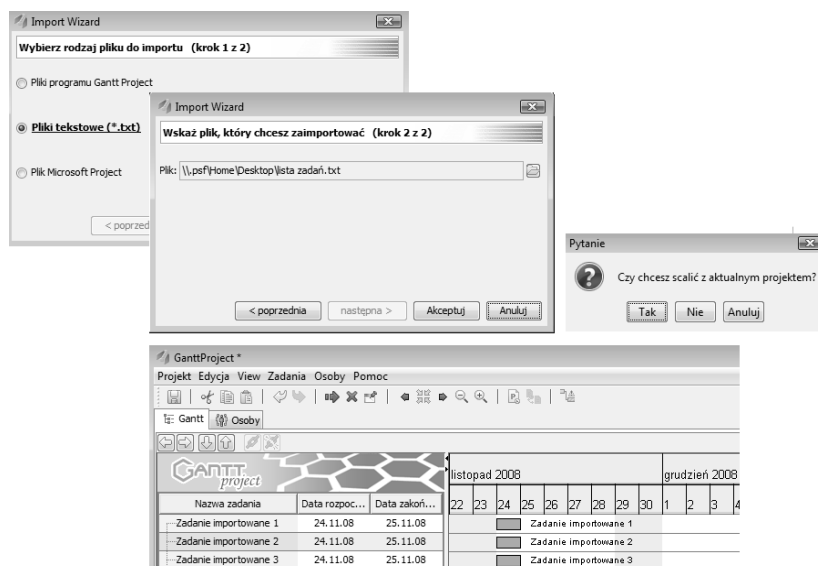 Import Wizard
Wybierz rodzaj pliku do importu (krok 1 z 2)
Pliki programu Gantt Project
Pliki tekstowe (*.txt)
Plik Microsoft Project
< poprzed
Import Wizard
Wskaż plik, który chcesz zaimportować (krok 2 z 2)
Plik: \\.psf\Home\Desktop\lista zadań.txt
< poprzednia następna > Akceptuj Anuluj
Pytanie
Czy chcesz scalić z aktualnym projektem?
Tak Nie Anuluj
GanttProject *
Projekt Edycja View Zadania Osoby Pomoc
Gantt Osoby
GANTT project
listopad 2008 grudzień 2008
Nazwa zadania Data rozpoc... Data zakoń... 22 23 24 25 26 27 28 29 30 1 2 3 4
Zadanie importowane 1 24.11.08 25.11.08 Zadanie importowane 1
Zadanie importowane 2 24.11.08 25.11.08 Zadanie importowane 2
Zadanie importowane 3 24.11.08 25.11.08 Zadanie importowane 3